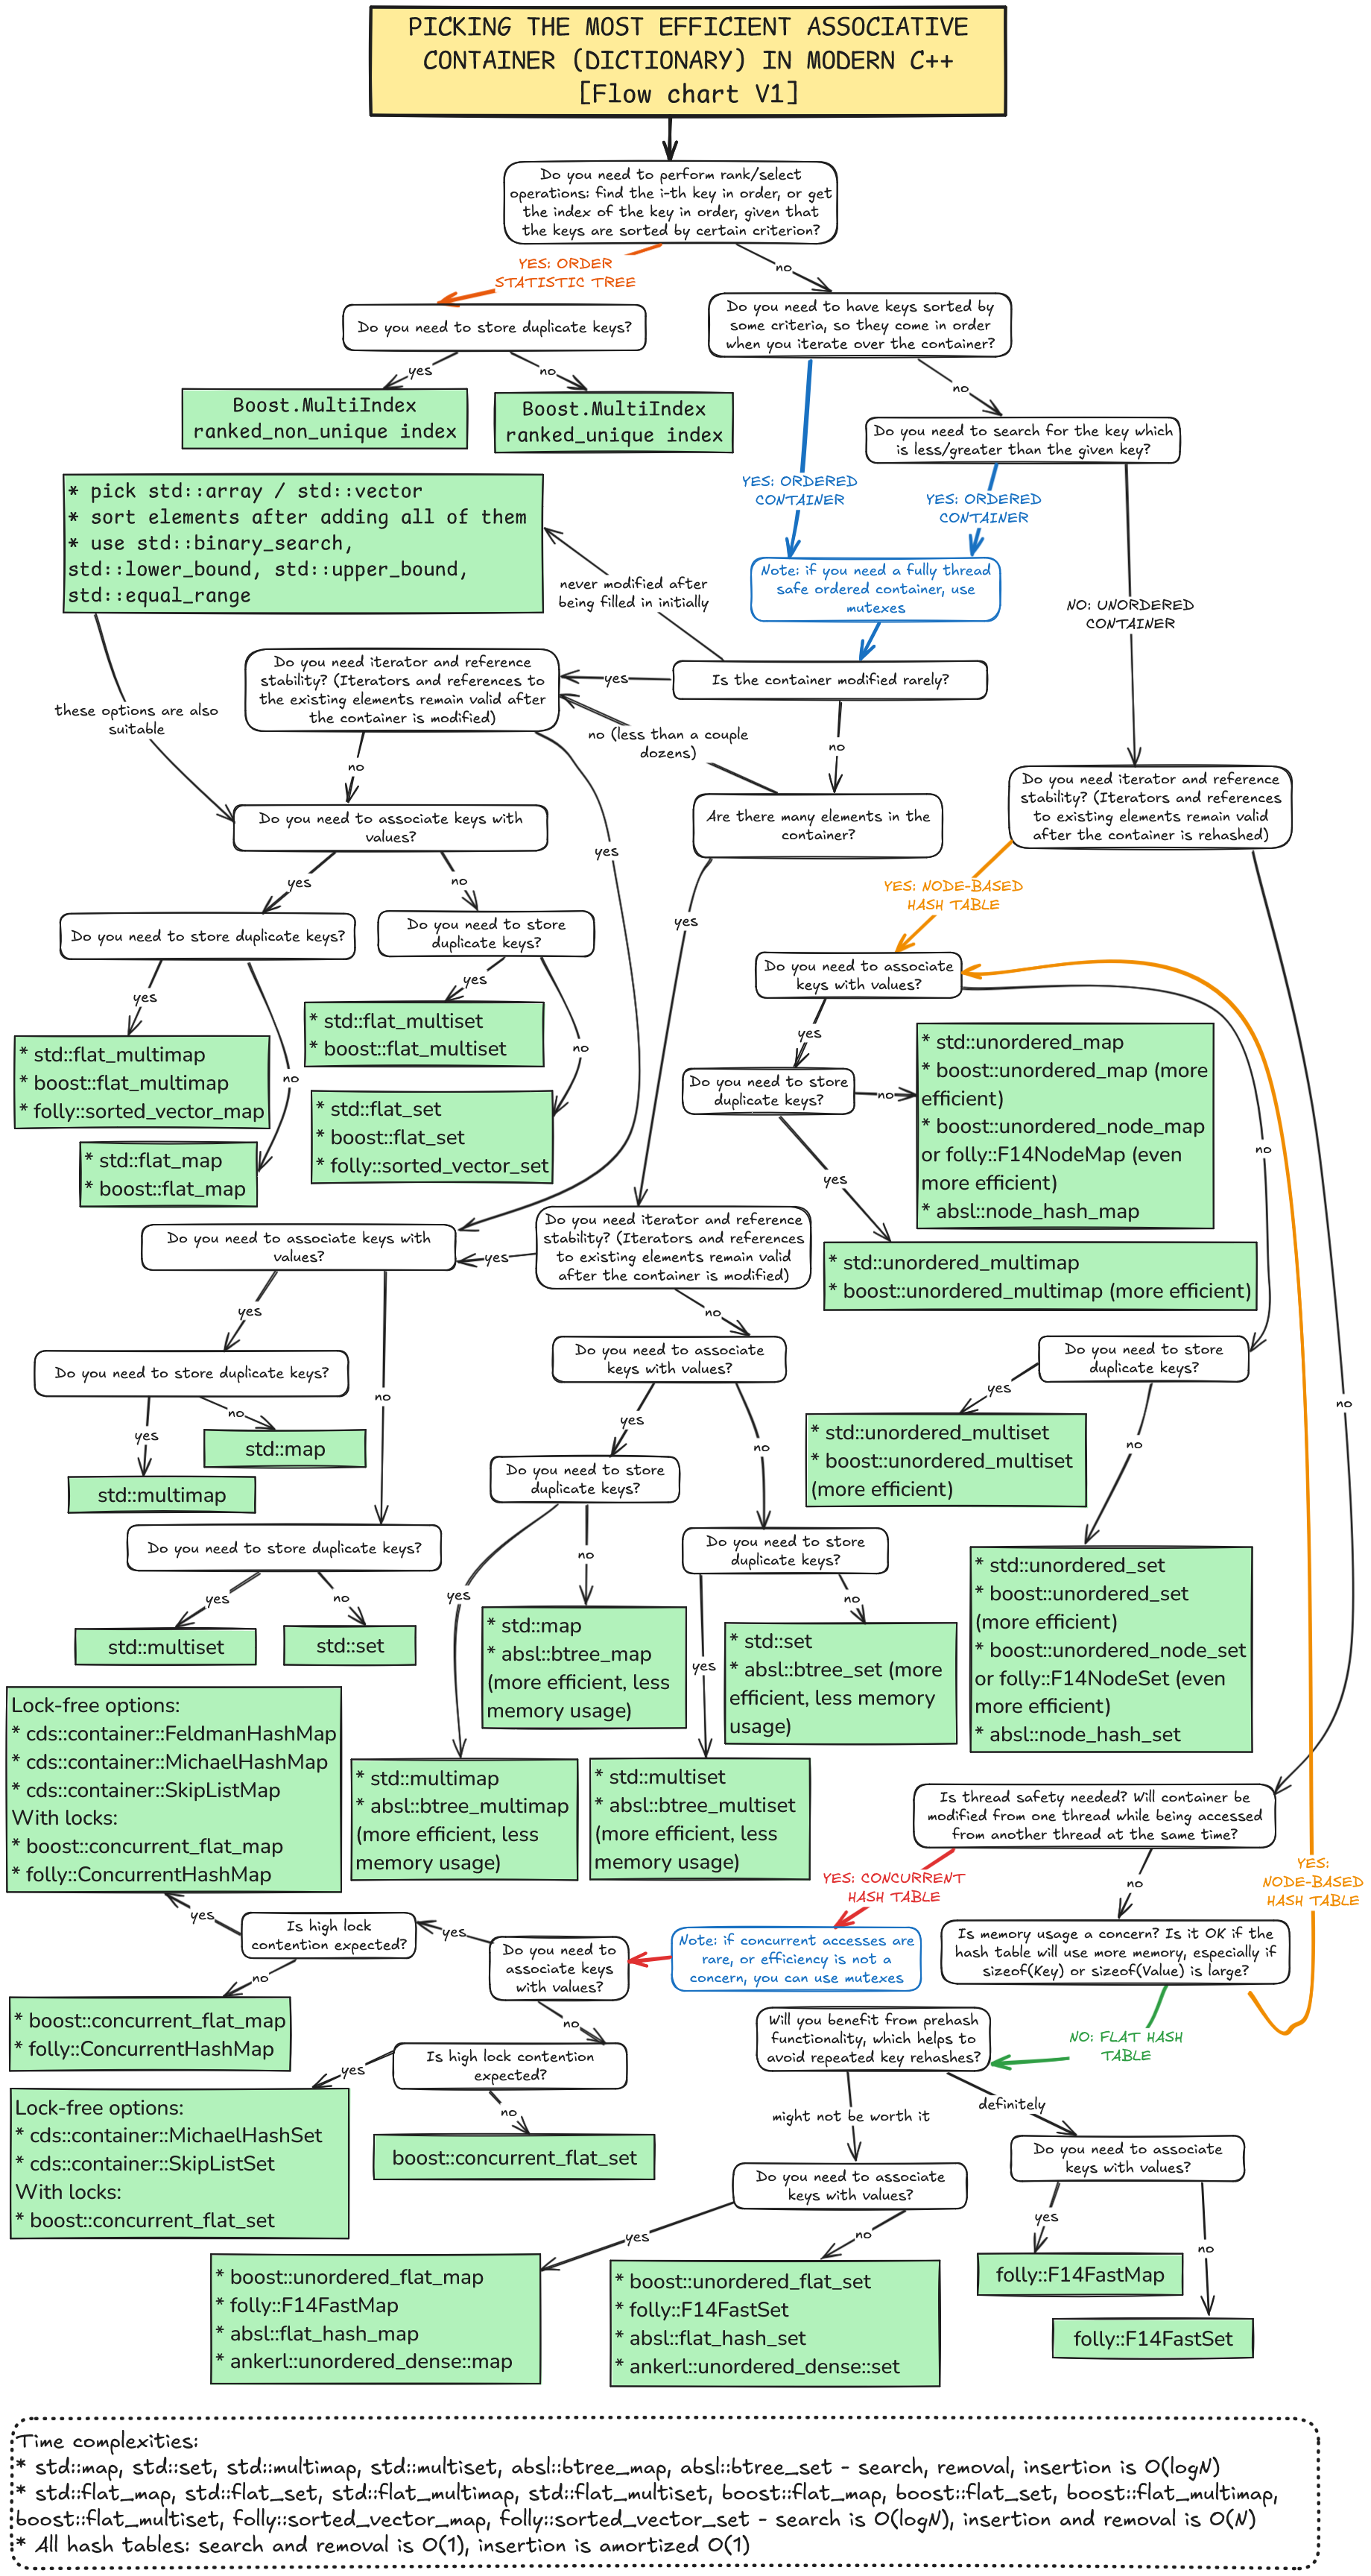 PICKING THE MOST EFFICIENT ASSOCIATIVE
CONTAINER (DICTIONARY) IN MODERN C++
[Flow chart V1]
Do you need to perform rank/select
operations: find the i-th key in order, or get
the index of the key in order, given that
the keys are sorted by certain criterion?
YES: ORDER
STATISTIC TREE
no
Do you need to store duplicate keys?
Do you need to have keys sorted by
some criteria, so they come in order
when you iterate over the container?
yes
no
no
Boost.MultiIndex
ranked_non_unique index
Boost.MultiIndex
ranked_unique index
Do you need to search for the key which
is less/greater than the given key?
YES: ORDERED
CONTAINER
YES: ORDERED
CONTAINER
* pick std::array / std::vector
* sort elements after adding all of them
* use std::binary_search,
std::lower_bound, std::upper_bound,
std::equal_range
never modified after
being filled in initially
Note: if you need a fully thread
safe ordered container, use
mutexes
NO: UNORDERED
CONTAINER
Do you need iterator and reference
stability? (Iterators and references to
the existing elements remain valid after
the container is modified)
yes
Is the container modified rarely?
these options are also
suitable
no (less than a couple
dozens)
no
no
Do you need iterator and reference
stability? (Iterators and references
to existing elements remain valid
after the container is rehashed)
Do you need to associate keys with
values?
Are there many elements in the
container?
yes
yes
no
YES: NODE-BASED
HASH TABLE
yes
Do you need to store duplicate keys?
Do you need to store
duplicate keys?
Do you need to associate
keys with values?
yes
yes
no
no
* std::flat_multimap
* boost::flat_multimap
* folly::sorted_vector_map
* std::flat_multiset
* boost::flat_multiset
yes
Do you need to store
duplicate keys?
no
* std::unordered_map
* boost::unordered_map (more
efficient)
* boost::unordered_node_map
or folly::F14NodeMap (even
more efficient)
* absl::node_hash_map
* std::flat_map
* boost::flat_map
* std::flat_set
* boost::flat_set
* folly::sorted_vector_set
yes
no
Do you need to associate keys with
values?
yes
Do you need iterator and reference
stability? (Iterators and references
to existing elements remain valid
after the container is modified)
* std::unordered_multimap
* boost::unordered_multimap (more efficient)
yes
no
no
Do you need to store duplicate keys?
Do you need to associate
keys with values?
Do you need to store
duplicate keys?
yes
no
yes
no
yes
no
no
std::map
std::multimap
* std::unordered_multiset
* boost::unordered_multiset
(more efficient)
Do you need to store
duplicate keys?
Do you need to store duplicate keys?
Do you need to store
duplicate keys?
yes
no
yes
no
yes
no
std::multiset
std::set
* std::map
* absl::btree_map
(more efficient, less
memory usage)
* std::set
* absl::btree_set (more
efficient, less memory
usage)
* std::unordered_set
* boost::unordered_set
(more efficient)
* boost::unordered_node_set
or folly::F14NodeSet (even
more efficient)
* absl::node_hash_set
Lock-free options:
* cds::container::FeldmanHashMap
* cds::container::MichaelHashMap
* cds::container::SkipListMap
With locks:
* boost::concurrent_flat_map
* folly::ConcurrentHashMap
* std::multimap
* absl::btree_multimap
(more efficient, less
memory usage)
* std::multiset
* absl::btree_multiset
(more efficient, less
memory usage)
Is thread safety needed? Will container be
modified from one thread while being accessed
from another thread at the same time?
YES: CONCURRENT
HASH TABLE
no
YES:
NODE-BASED
HASH TABLE
yes
Is high lock
contention expected?
yes
Do you need to
associate keys
with values?
Note: if concurrent accesses are
rare, or efficiency is not a
concern, you can use mutexes
Is memory usage a concern? Is it OK if the
hash table will use more memory, especially if
sizeof(Key) or sizeof(Value) is large?
no
no
* boost::concurrent_flat_map
* folly::ConcurrentHashMap
Will you benefit from prehash
functionality, which helps to
avoid repeated key rehashes?
NO: FLAT HASH
TABLE
yes
Is high lock contention
expected?
no
Lock-free options:
* cds::container::MichaelHashSet
* cds::container::SkipListSet
With locks:
* boost::concurrent_flat_set
boost::concurrent_flat_set
might not be worth it
definitely
Do you need to associate
keys with values?
Do you need to associate
keys with values?
yes
no
yes
no
* boost::unordered_flat_map
* folly::F14FastMap
* absl::flat_hash_map
* ankerl::unordered_dense::map
* boost::unordered_flat_set
* folly::F14FastSet
* absl::flat_hash_set
* ankerl::unordered_dense::set
folly::F14FastMap
folly::F14FastSet
Time complexities:
* std::map, std::set, std::multimap, std::multiset, absl::btree_map, absl::btree_set - search, removal, insertion is O(logN)
* std::flat_map, std::flat_set, std::flat_multimap, std::flat_multiset, boost::flat_map, boost::flat_set, boost::flat_multimap,
boost::flat_multiset, folly::sorted_vector_map, folly::sorted_vector_set - search is O(logN), insertion and removal is O(N)
* All hash tables: search and removal is O(1), insertion is amortized O(1)